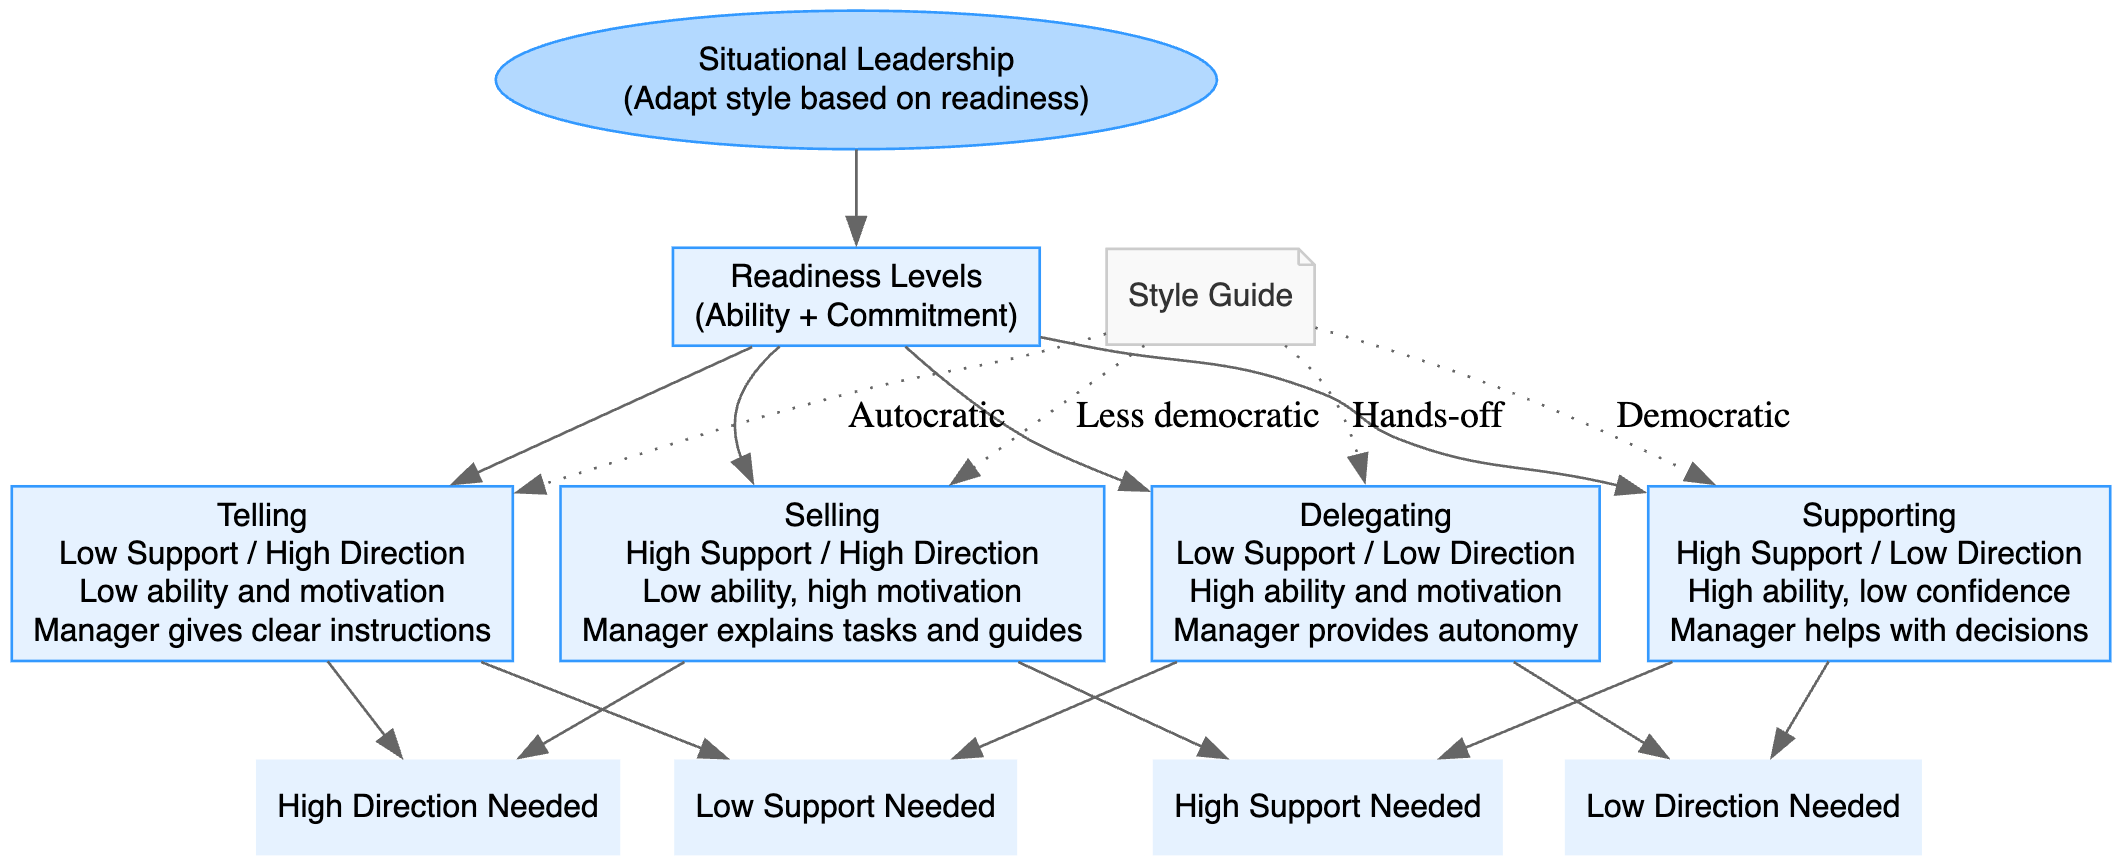 Situational Leadership
(Adapt style based on readiness)
Readiness Levels
(Ability + Commitment)
Style Guide
Autocratic
Less democratic
Hands-off
Democratic
Telling
Low Support / High Direction
Low ability and motivation
Manager gives clear instructions
Selling
High Support / High Direction
Low ability, high motivation
Manager explains tasks and guides
Delegating
Low Support / Low Direction
High ability and motivation
Manager provides autonomy
Supporting
High Support / Low Direction
High ability, low confidence
Manager helps with decisions
High Direction Needed
Low Support Needed
High Support Needed
Low Direction Needed